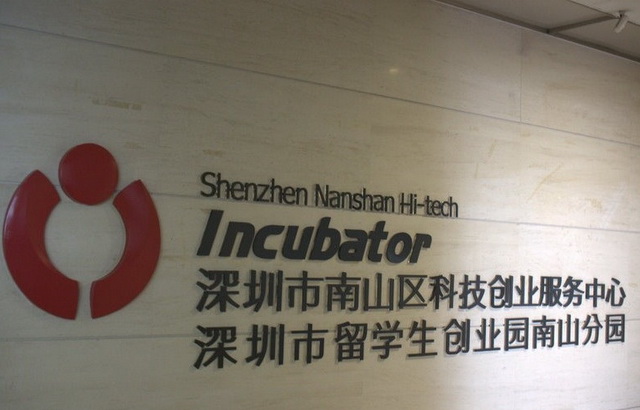 Shenzhen Nanshan Hi-tech
Incubator
深圳市南山区科技创业服务中心
深圳市留学生创业园南山分园